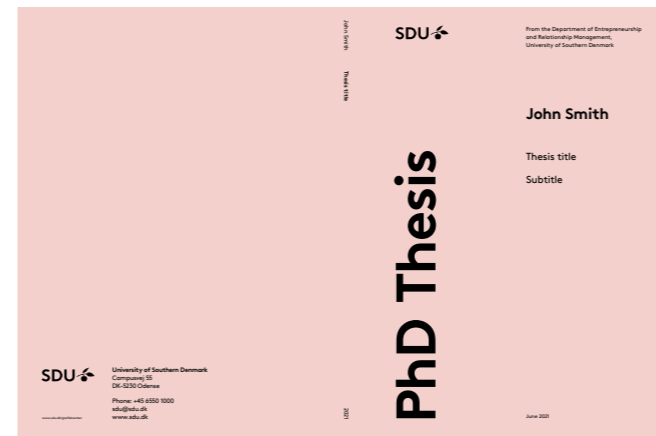 SDU
University of Southern Denmark
Campusvej 55
DK-5230 Odense
Phone: +45 6550 1000
sdu@sdu.dk
www.sdu.dk
John Smith
Thesis title
2021
SDU
From the Department of Entrepreneurship
and Relationship Management,
University of Southern Denmark
John Smith
Thesis title
Subtitle
PhD Thesis
June 2021